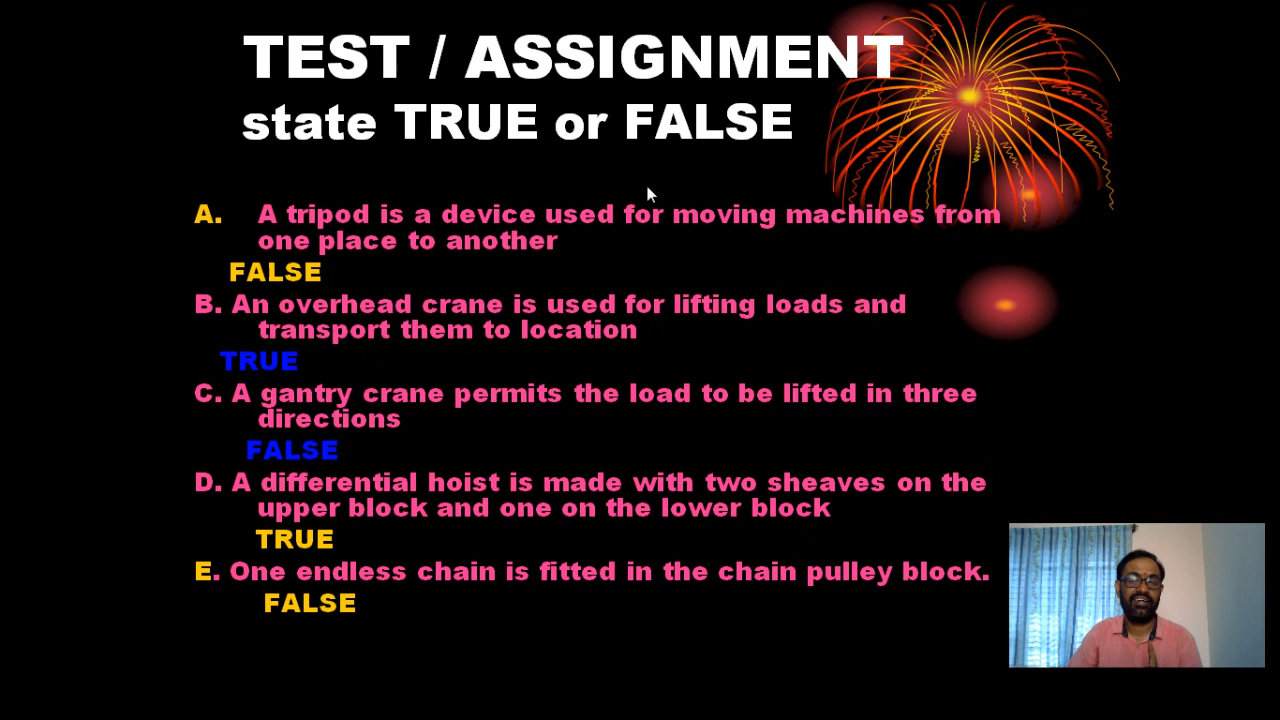 TEST / ASSIGNMENT
state TRUE or FALSE
A. A tripod is a device used for moving machines from
one place to another
FALSE
B. An overhead crane is used for lifting loads and
transport them to location
TRUE
C. A gantry crane permits the load to be lifted in three
directions
FALSE
D. A differential hoist is made with two sheaves on the
upper block and one on the lower block
TRUE
E. One endless chain is fitted in the chain pulley block.
FALSE